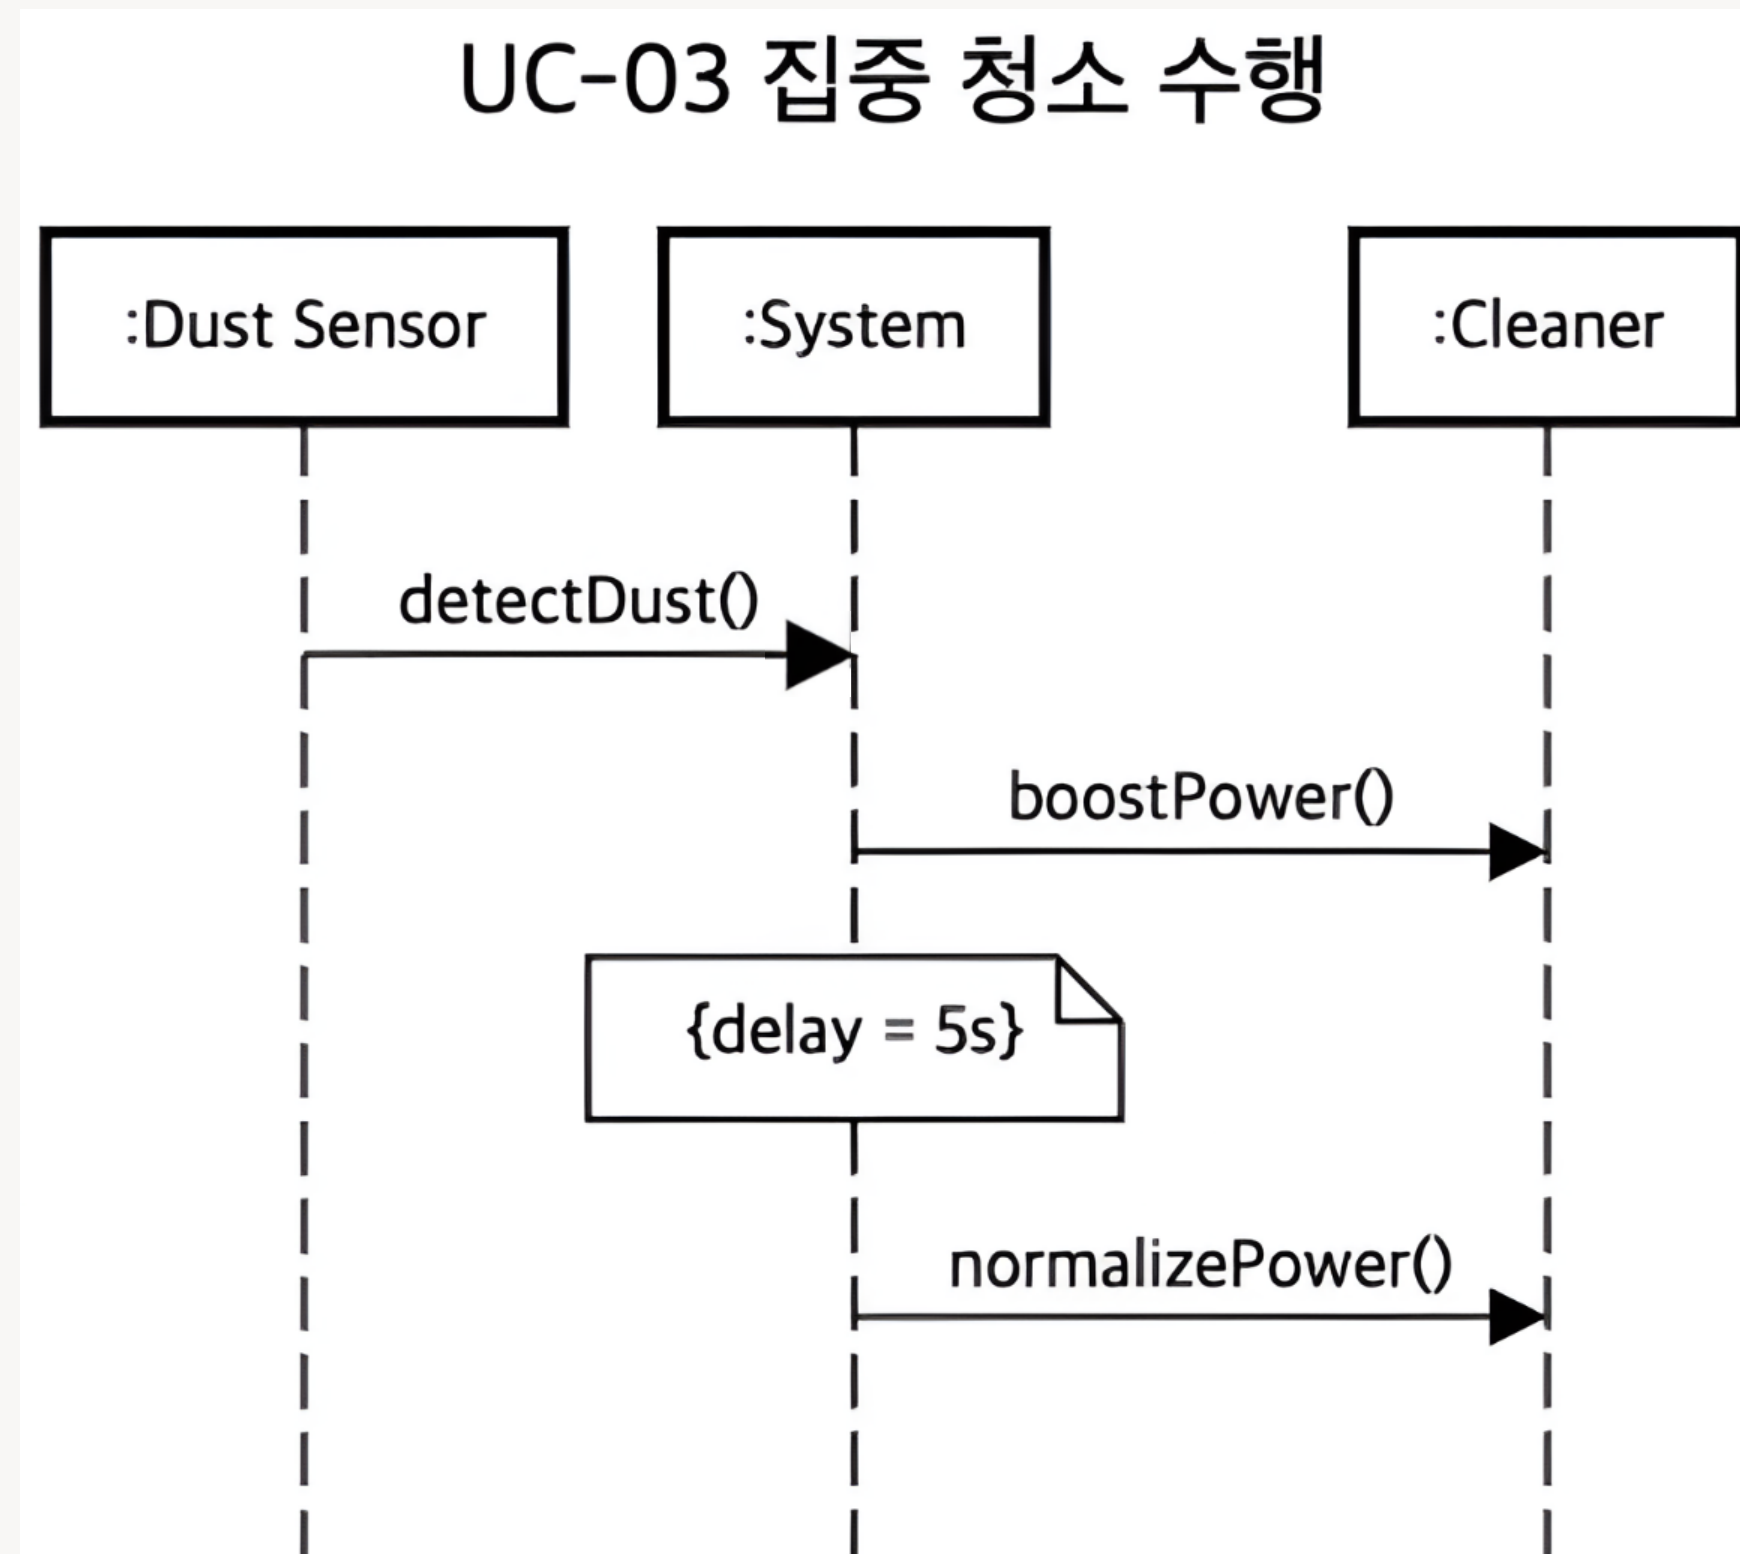 UC-03 집중 청소 수행
:Dust Sensor
:System
:Cleaner
detectDust()
boostPower()
{delay = 5s}
normalizePower()